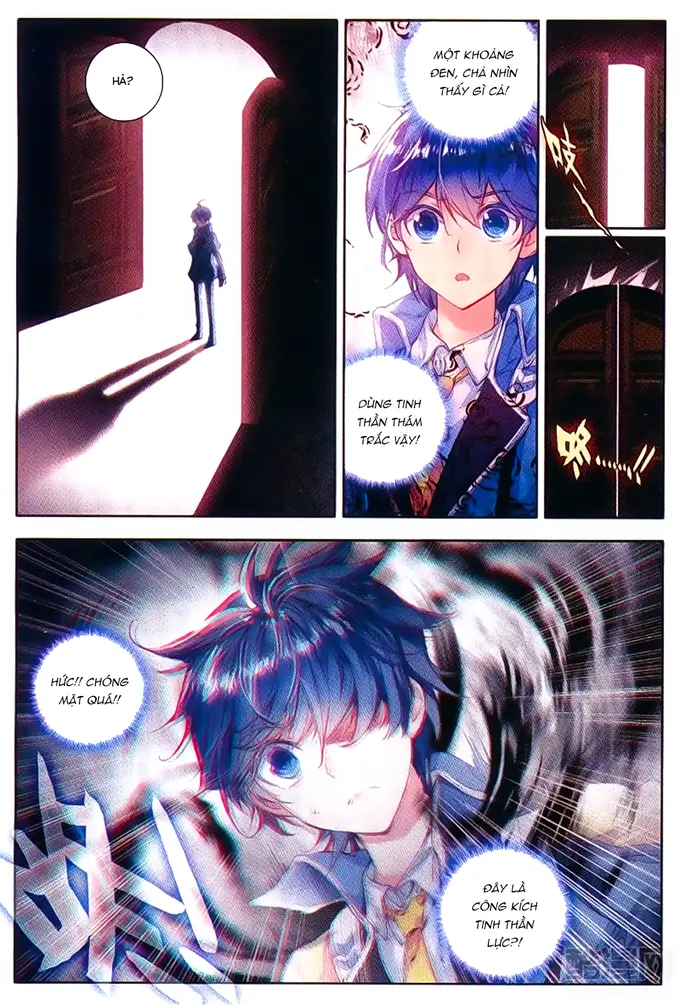 HẢ?
MỘT KHOẢNG
ĐEN, CHẢ NHÌN
THẤY GÌ CẢ!
DÙNG TINH
THẦN THÁM
TRẮC VẬY!
吱
HỨC!! CHÓNG
MẶT QUÁ!!
ĐÂY LÀ
CÔNG KÍCH
TINH THẦN
LỰC?!